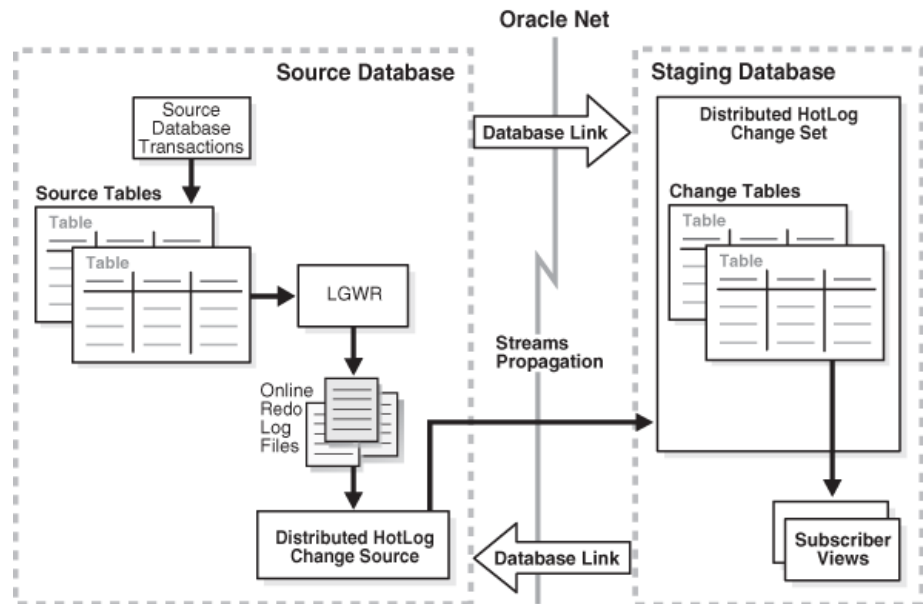 Oracle Net
Source Database
Staging Database
Source
Database
Transactions
Database Link
Distributed HotLog
Change Set
Source Tables
Table
Table
Change Tables
Table
Table
LGWR
Streams
Propagation
Online
Redo
Log
Files
Distributed HotLog
Change Source
Database Link
Subscriber
Views